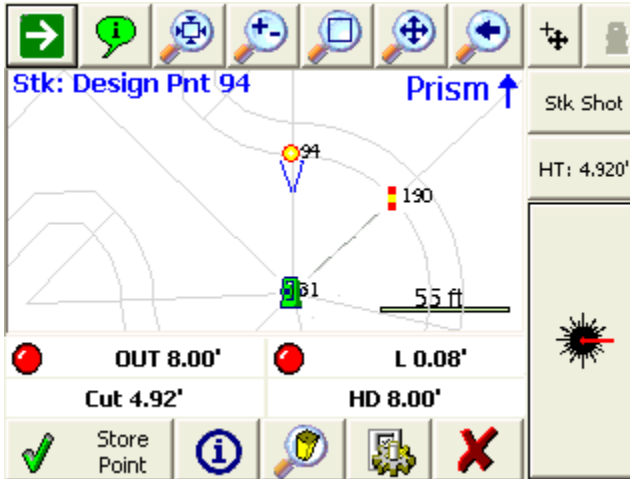 Stk: Design Pnt 94
Prism
Stk Shot
94
HT: 4.920'
190
31
55 ft
OUT 8.00'
L 0.08'
Cut 4.92'
HD 8.00'
Store
Point